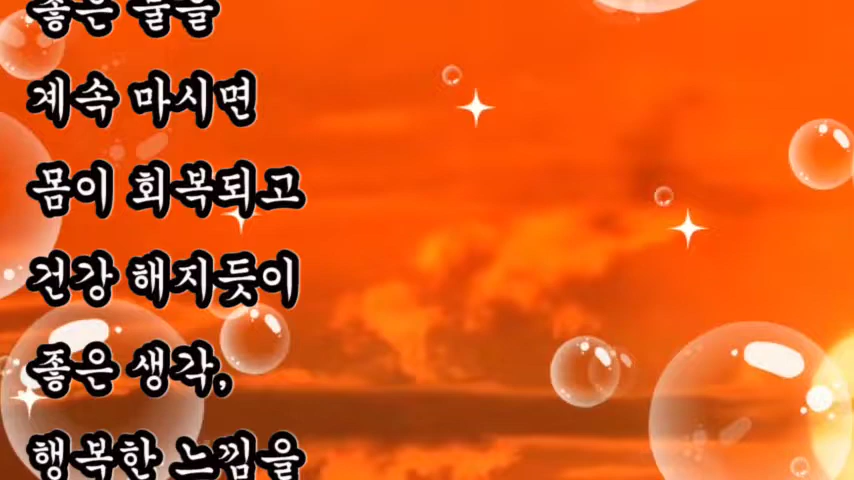 좋은 물을
계속 마시면
몸이 회복되고
건강 해지듯이
좋은 생각,
행복한 느낌을